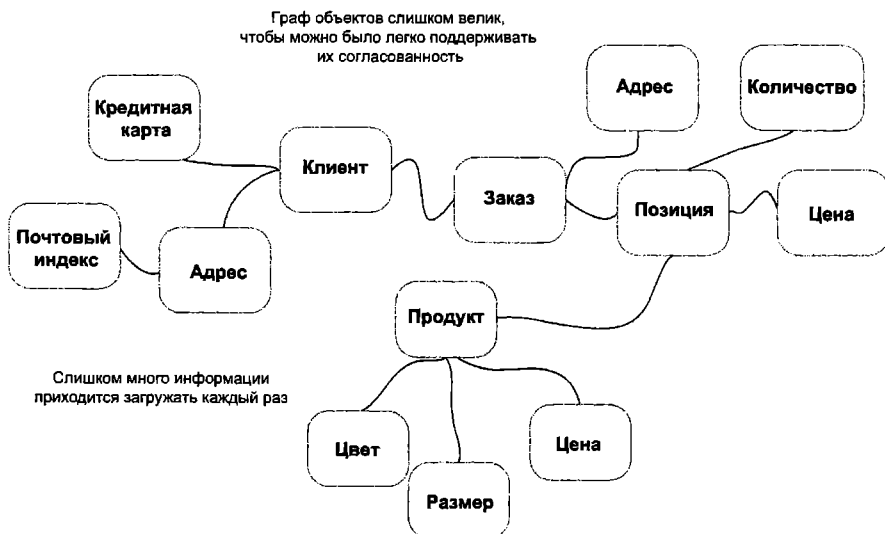 Граф объектов слишком велик,
чтобы можно было легко поддерживать
их согласованность
Кредитная
карта
Клиент
Адрес
Количество
Заказ
Позиция
Цена
Почтовый
индекс
Адрес
Продукт
Слишком много информации
приходится загружать каждый раз
Цвет
Размер
Цена